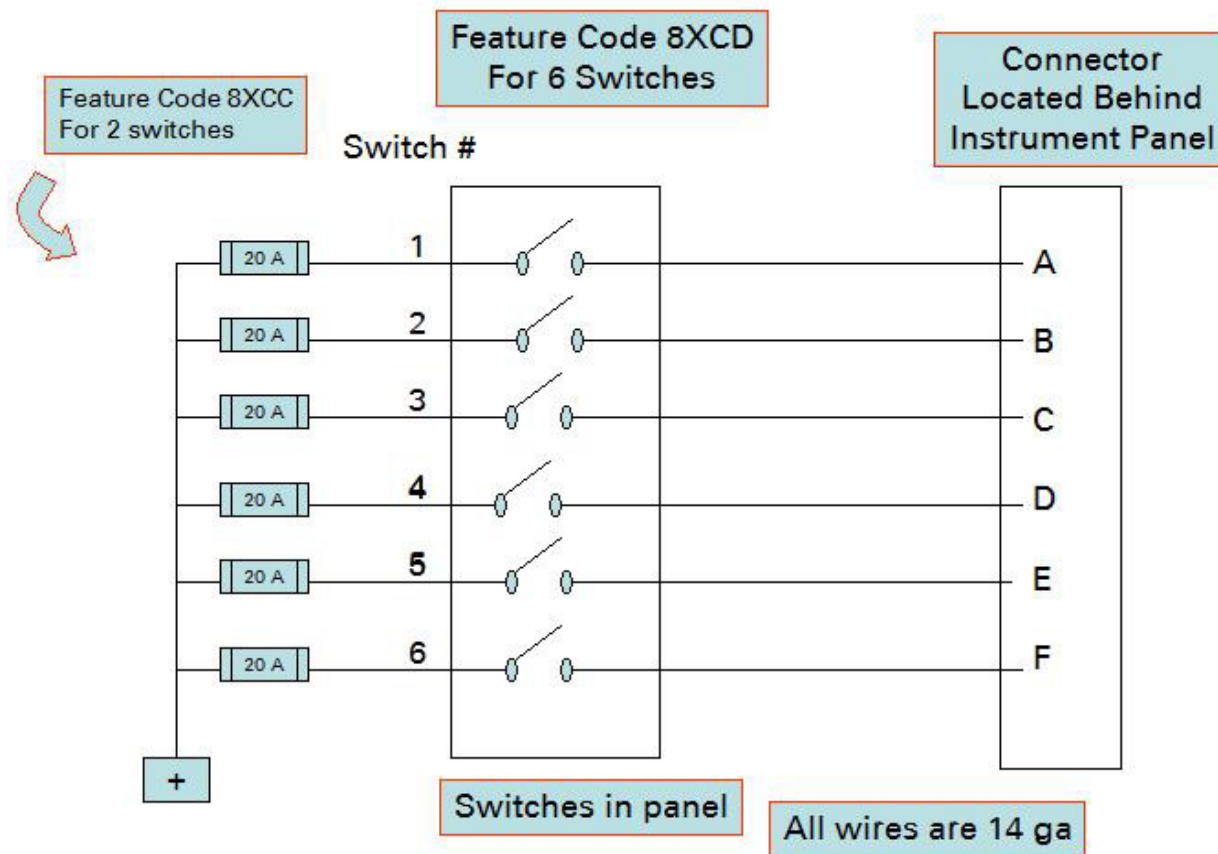 Feature Code 8XCD
For 6 Switches
Connector
Located Behind
Instrument Panel
Feature Code 8XCC
For 2 switches
Switch #
20 A
1
A
20 A
2
B
20 A
3
C
20 A
4
D
20 A
5
E
20 A
6
F
+
Switches in panel
All wires are 14 ga